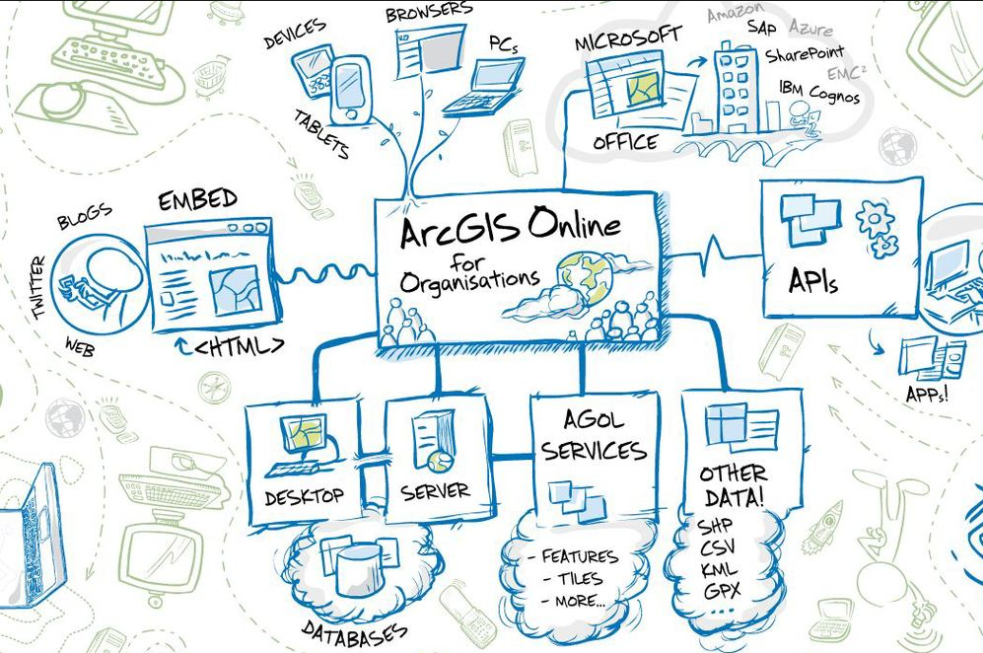 DEVICES
TABLETS
BROWSERS
PCs
MICROSOFT
OFFICE
Amazon
SAP
Azure
SharePoint
EMC²
IBM Cognos
BLOGS
TWITTER
WEB
EMBED
<HTML>
ArcGIS Online
for
Organisations
APIs
APPs!
DESKTOP
SERVER
DATABASES
AGOL
SERVICES
- FEATURES
- TILES
- MORE...
OTHER
DATA!
SHP
CSV
KML
GPX
...